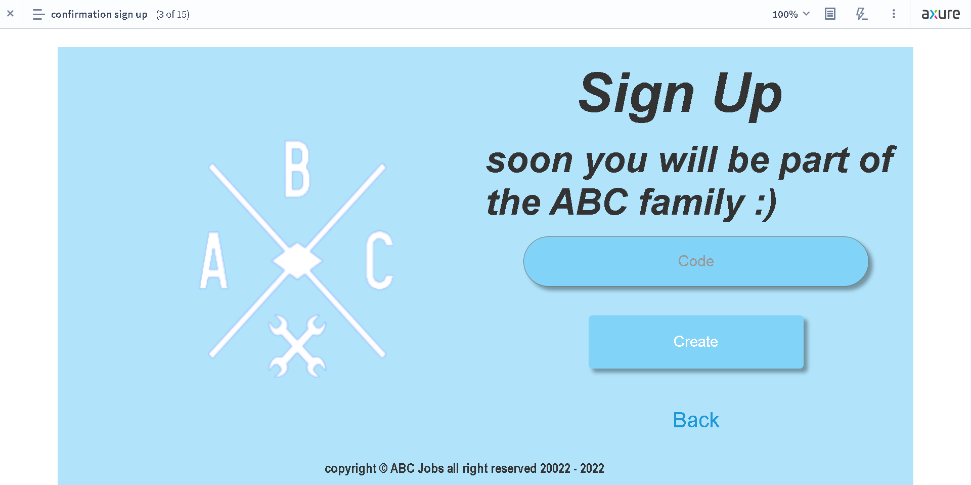 confirmation sign up (3 of 15)
100%
axure
Sign Up
soon you will be part of
the ABC family :)
B
A C
Code
Create
Back
copyright © ABC Jobs all right reserved 20022 - 2022